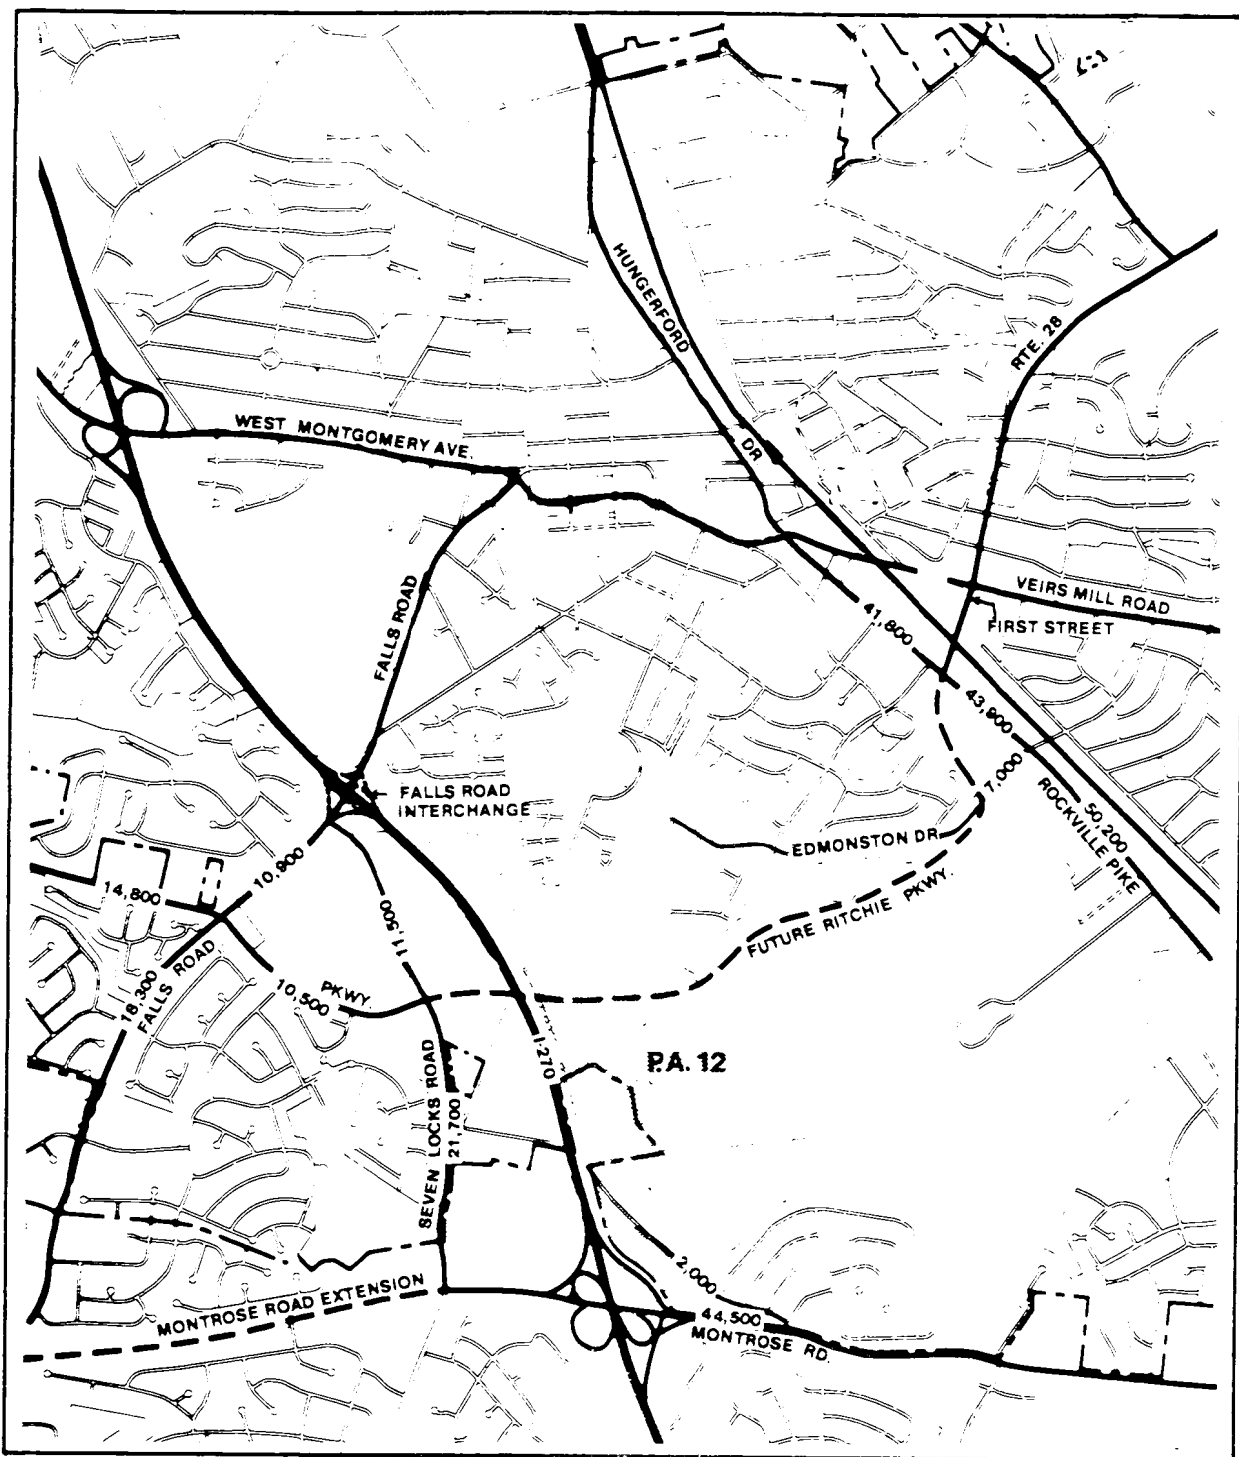 HUNGERFORD
DR
RTE. 28
WEST MONTGOMERY AVE.
FALLS ROAD
VEIRS MILL ROAD
FIRST STREET
41,800
43,900
7,000
50,200
ROCKVILLE PIKE
FALLS ROAD
INTERCHANGE
EDMONSTON DR
FUTURE RITCHIE PKWY.
10,900
14,800
11,500
18,300
FALLS ROAD
10,500
PKWY.
I-270
P.A. 12
SEVEN LOCKS ROAD
21,700
2,000
MONTROSE ROAD EXTENSION
44,500
MONTROSE RD.